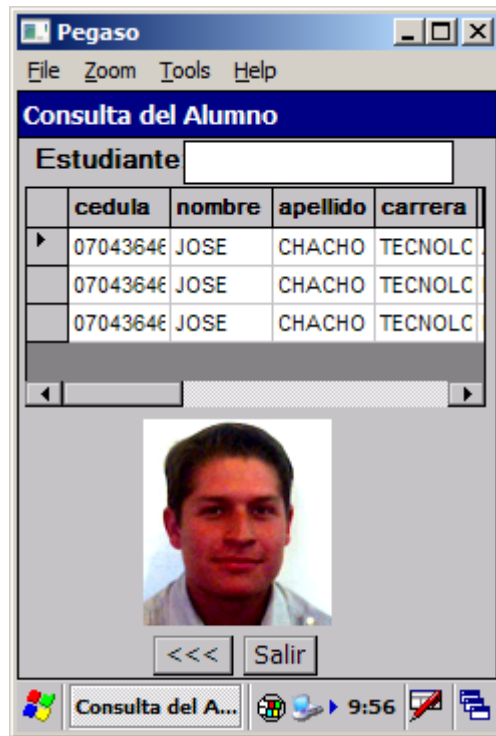 Pegaso
File Zoom Tools Help
Consulta del Alumno
Estudiante
cedula nombre apellido carrera
07043646 JOSE CHACHO TECNOLC
07043646 JOSE CHACHO TECNOLC
07043646 JOSE CHACHO TECNOLC
<<< Salir
Consulta del A... 9:56